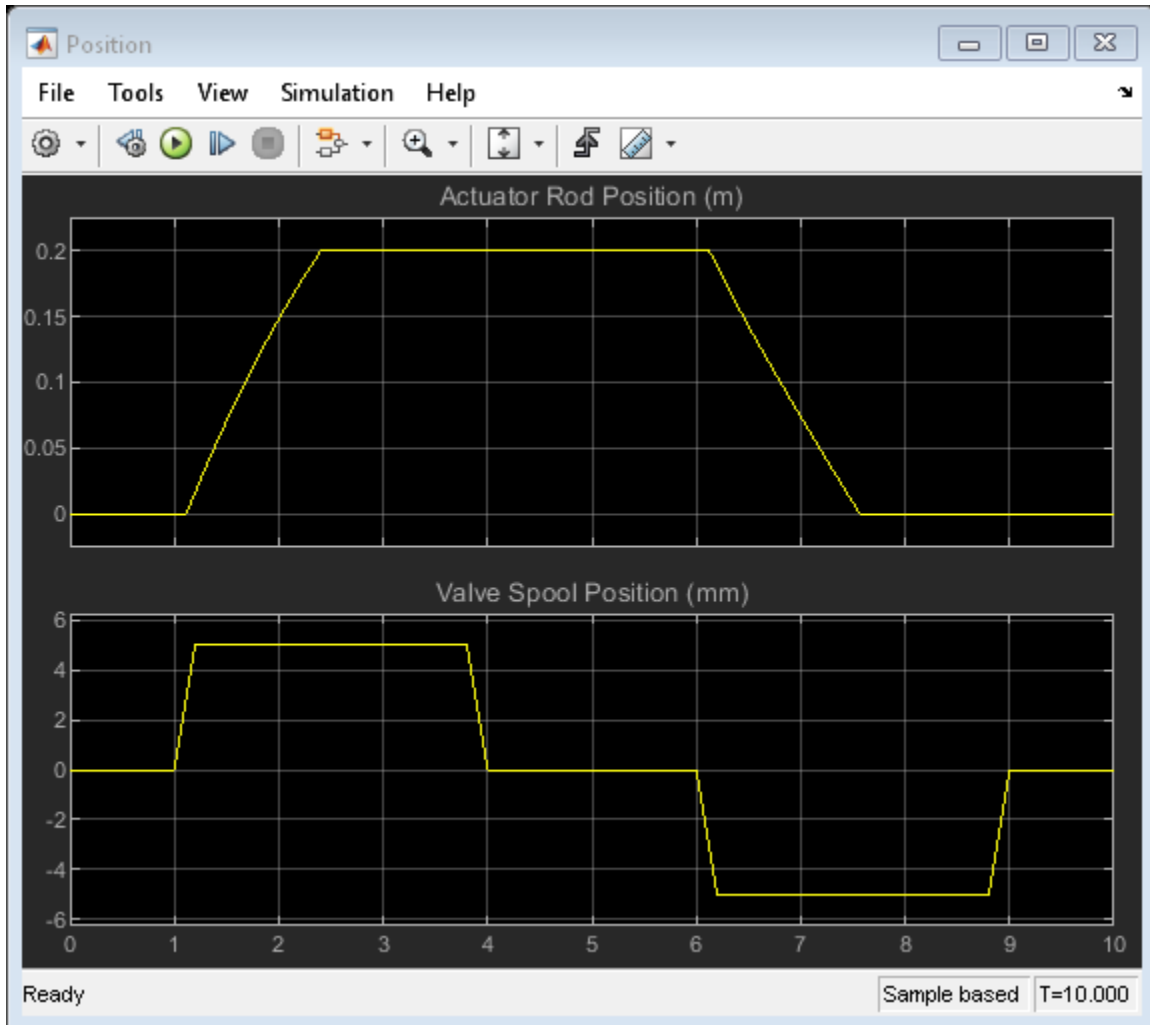 Position
File Tools View Simulation Help
Actuator Rod Position (m)
0.2
0.15
0.1
0.05
0
Valve Spool Position (mm)
6
4
2
0
-2
-4
-6
0 1 2 3 4 5 6 7 8 9 10
Ready Sample based T=10.000